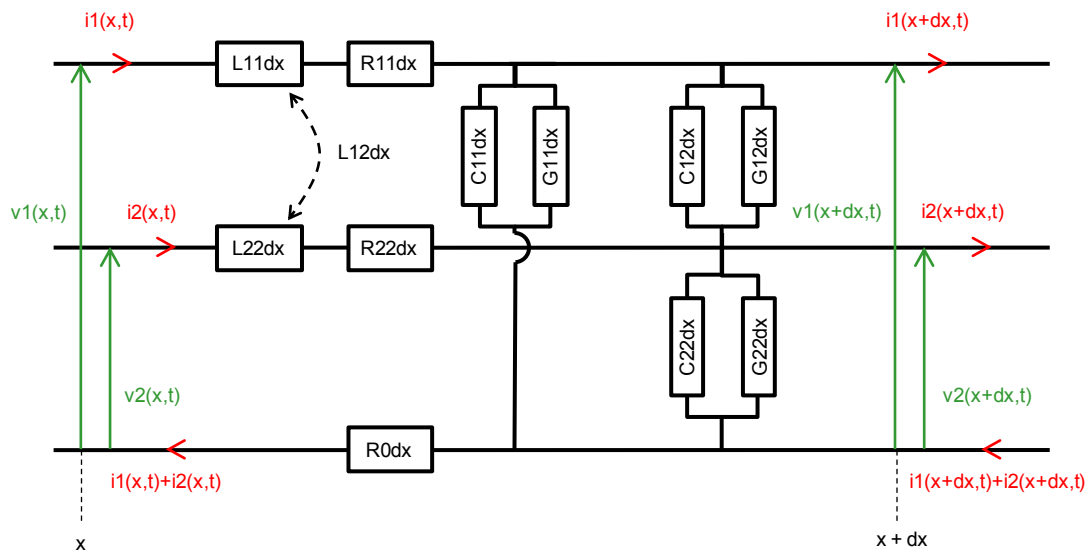 i1(x,t)
i1(x+dx,t)
L11dx
R11dx
C11dx
G11dx
C12dx
G12dx
L12dx
v1(x,t)
i2(x,t)
v1(x+dx,t)
i2(x+dx,t)
L22dx
R22dx
C22dx
G22dx
v2(x,t)
v2(x+dx,t)
R0dx
i1(x,t)+i2(x,t)
i1(x+dx,t)+i2(x+dx,t)
x
x + dx